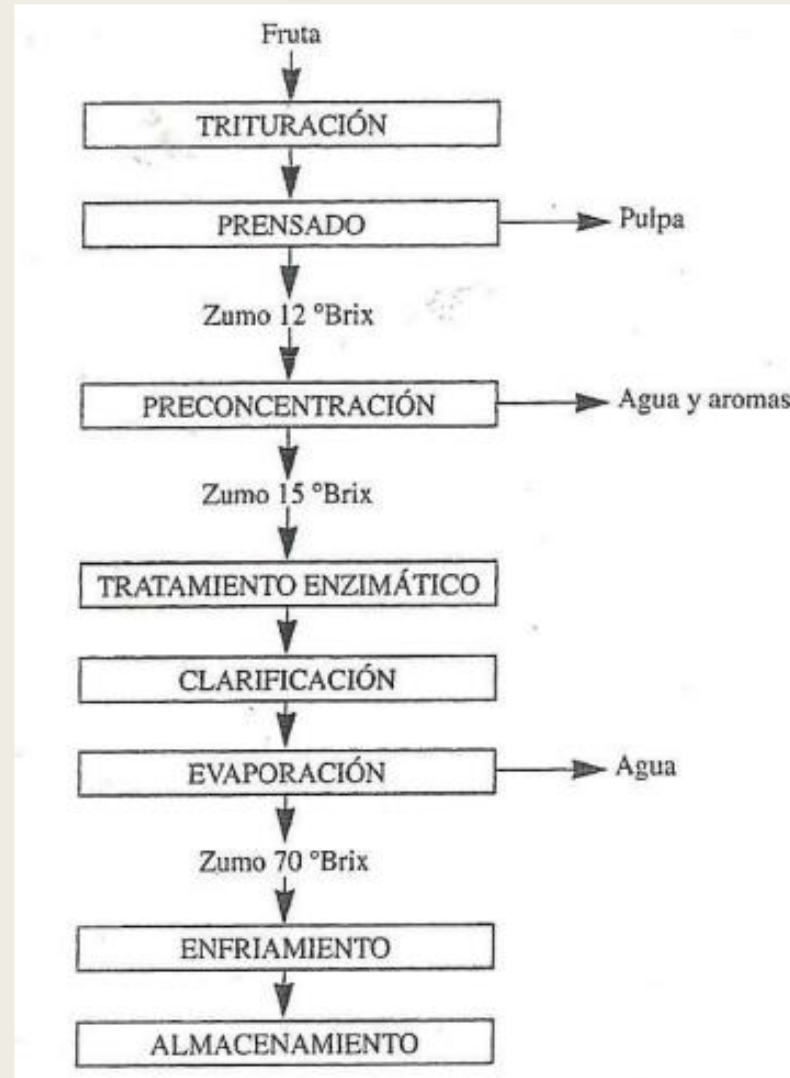 Fruta
TRITURACIÓN
PRENSADO
Pulpa
Zumo 12 °Brix
PRECONCENTRACIÓN
Agua y aromas
Zumo 15 °Brix
TRATAMIENTO ENZIMÁTICO
CLARIFICACIÓN
EVAPORACIÓN
Agua
Zumo 70 °Brix
ENFRIAMIENTO
ALMACENAMIENTO